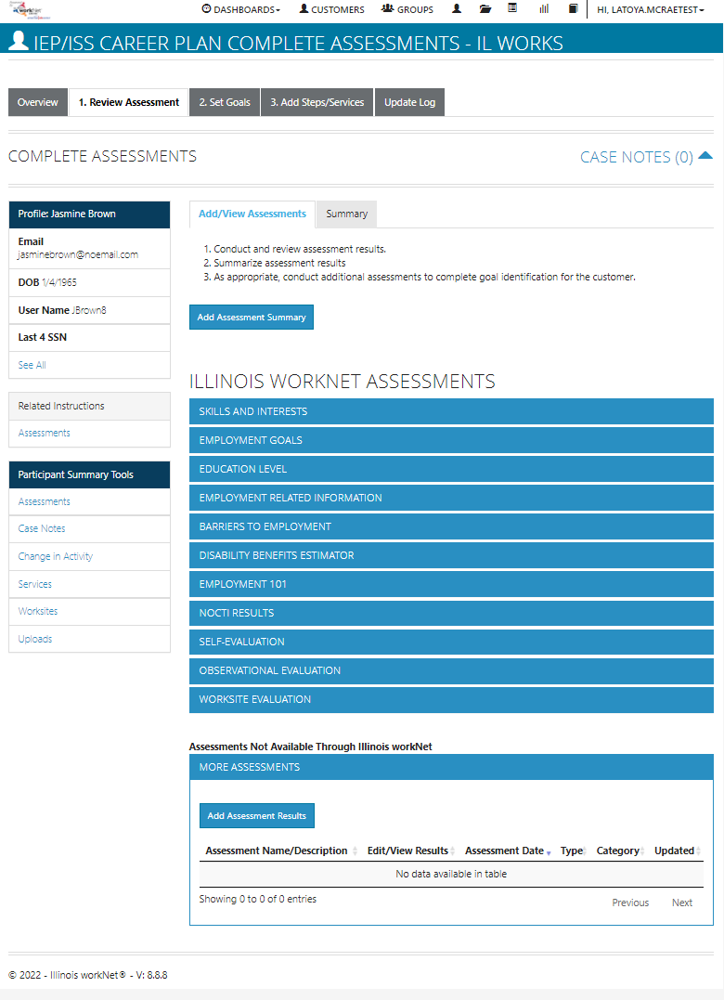 workNet
DASHBOARDS
CUSTOMERS
GROUPS
HI, LATOYA.MCRAETEST
IEP/ISS CAREER PLAN COMPLETE ASSESSMENTS - IL WORKS
Overview
1. Review Assessment
2. Set Goals
3. Add Steps/Services
Update Log
COMPLETE ASSESSMENTS
CASE NOTES (0)
Profile: Jasmine Brown
Email
jasminebrown@noemail.com
DOB 1/4/1965
User Name JBrown8
Last 4 SSN
See All
Related Instructions
Assessments
Participant Summary Tools
Assessments
Case Notes
Change in Activity
Services
Worksites
Uploads
Add/View Assessments
Summary
1. Conduct and review assessment results.
2. Summarize assessment results
3. As appropriate, conduct additional assessments to complete goal identification for the customer.
Add Assessment Summary
ILLINOIS WORKNET ASSESSMENTS
SKILLS AND INTERESTS
EMPLOYMENT GOALS
EDUCATION LEVEL
EMPLOYMENT RELATED INFORMATION
BARRIERS TO EMPLOYMENT
DISABILITY BENEFITS ESTIMATOR
EMPLOYMENT 101
NOCTI RESULTS
SELF-EVALUATION
OBSERVATIONAL EVALUATION
WORKSITE EVALUATION
Assessments Not Available Through Illinois workNet
MORE ASSESSMENTS
Add Assessment Results
Assessment Name/Description
Edit/View Results
Assessment Date
Type
Category
Updated
No data available in table
Showing 0 to 0 of 0 entries
Previous
Next
© 2022 - Illinois workNet® - V: 8.8.8